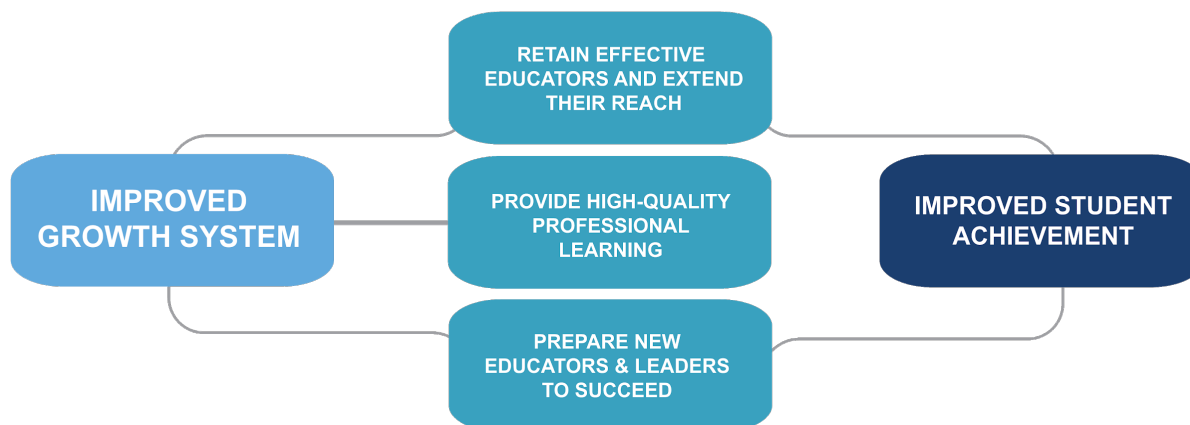 RETAIN EFFECTIVE
EDUCATORS AND EXTEND
THEIR REACH
IMPROVED
GROWTH SYSTEM
PROVIDE HIGH-QUALITY
PROFESSIONAL
LEARNING
IMPROVED STUDENT
ACHIEVEMENT
PREPARE NEW
EDUCATORS & LEADERS
TO SUCCEED